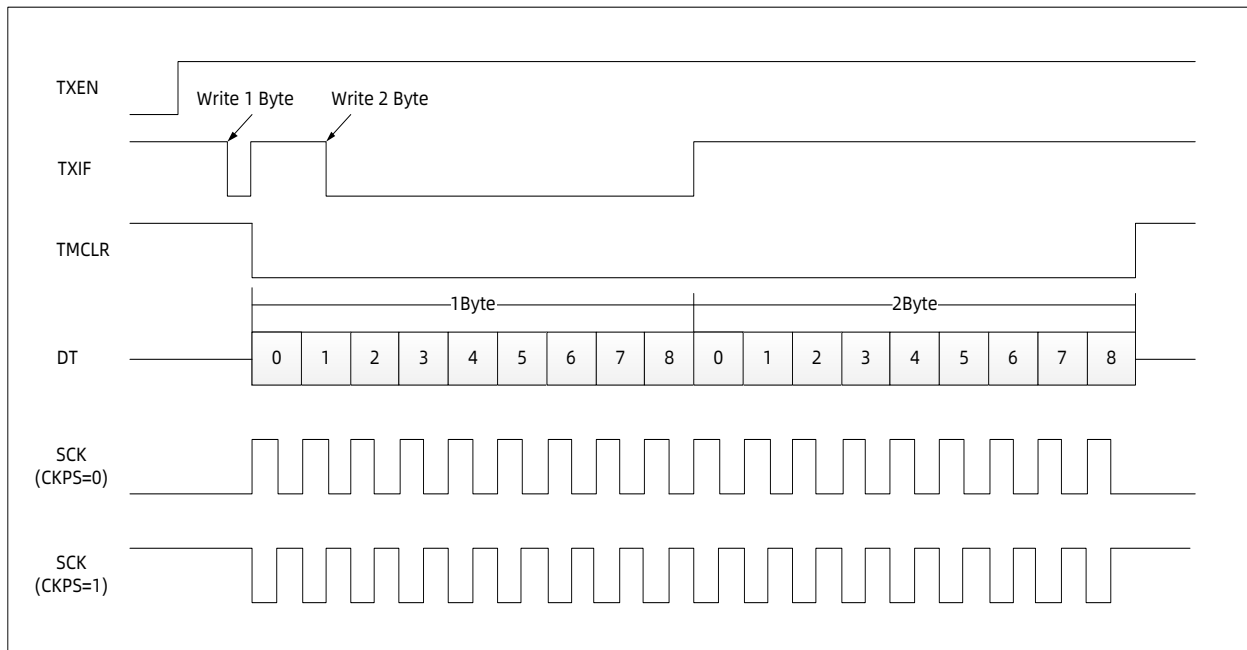 TXEN
Write 1 Byte Write 2 Byte
TXIF
TMCLR
1Byte 2Byte
DT 0 1 2 3 4 5 6 7 8 0 1 2 3 4 5 6 7 8
SCK
(CKPS=0)
SCK
(CKPS=1)